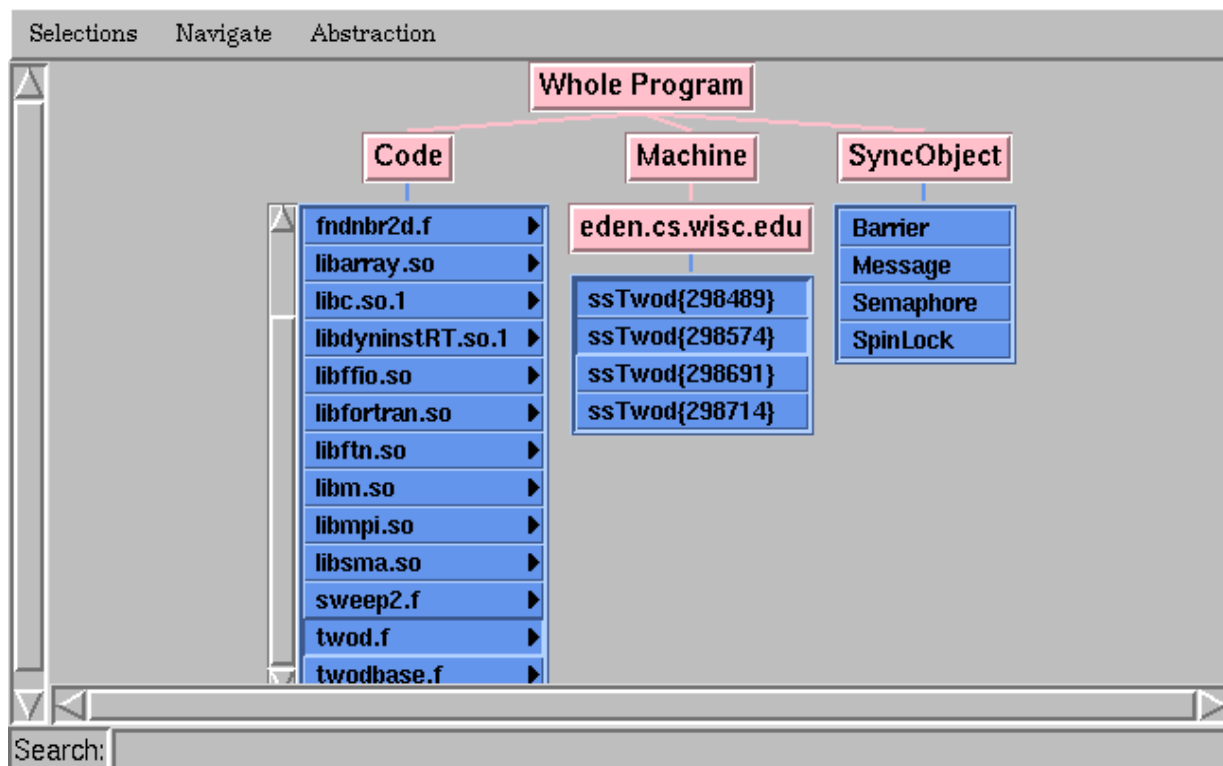 Selections Navigate Abstraction
Whole Program
Code Machine SyncObject
fndnbr2d.f
libarray.so
libc.so.1
libdyninstRT.so.1
libffio.so
libfortran.so
libftn.so
libm.so
libmpi.so
libsma.so
sweep2.f
twod.f
twodbase.f
eden.cs.wisc.edu
ssTwod{298489}
ssTwod{298574}
ssTwod{298691}
ssTwod{298714}
Barrier
Message
Semaphore
SpinLock
Search: